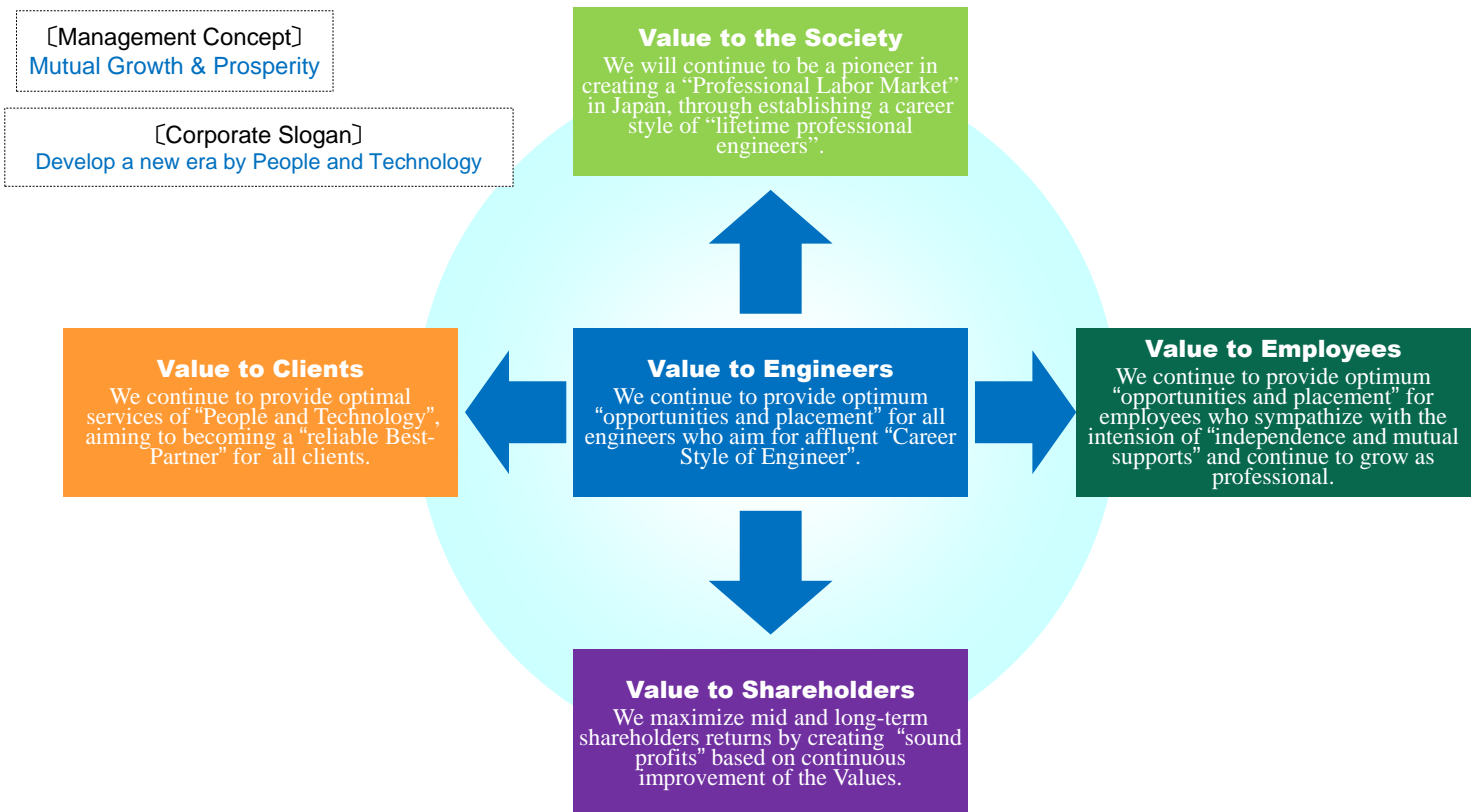 〔Management Concept〕
Mutual Growth & Prosperity
〔Corporate Slogan〕
Develop a new era by People and Technology
Value to the Society
We will continue to be a pioneer in
creating a “Professional Labor Market”
in Japan, through establishing a career
style of “lifetime professional
engineers”.
Value to Clients
We continue to provide optimal
services of “People and Technology”,
aiming to becoming a “reliable Best-
Partner” for all clients.
Value to Engineers
We continue to provide optimum
“opportunities and placement” for all
engineers who aim for affluent “Career
Style of Engineer”.
Value to Employees
We continue to provide optimum
“opportunities and placement” for
employees who sympathize with the
intension of “independence and mutual
supports” and continue to grow as
professional.
Value to Shareholders
We maximize mid and long-term
shareholders returns by creating “sound
profits” based on continuous
improvement of the Values.